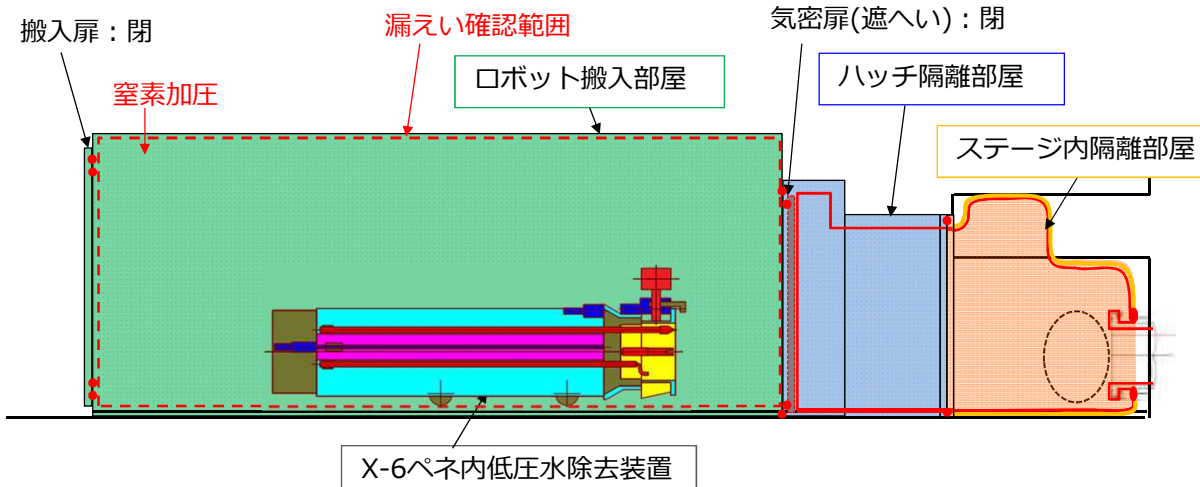 搬入扉：閉
漏えい確認範囲
気密扉(遮へい)：閉
窒素加圧
ロボット搬入部屋
ハッチ隔離部屋
ステージ内隔離部屋
X-6ペネ内低圧水除去装置